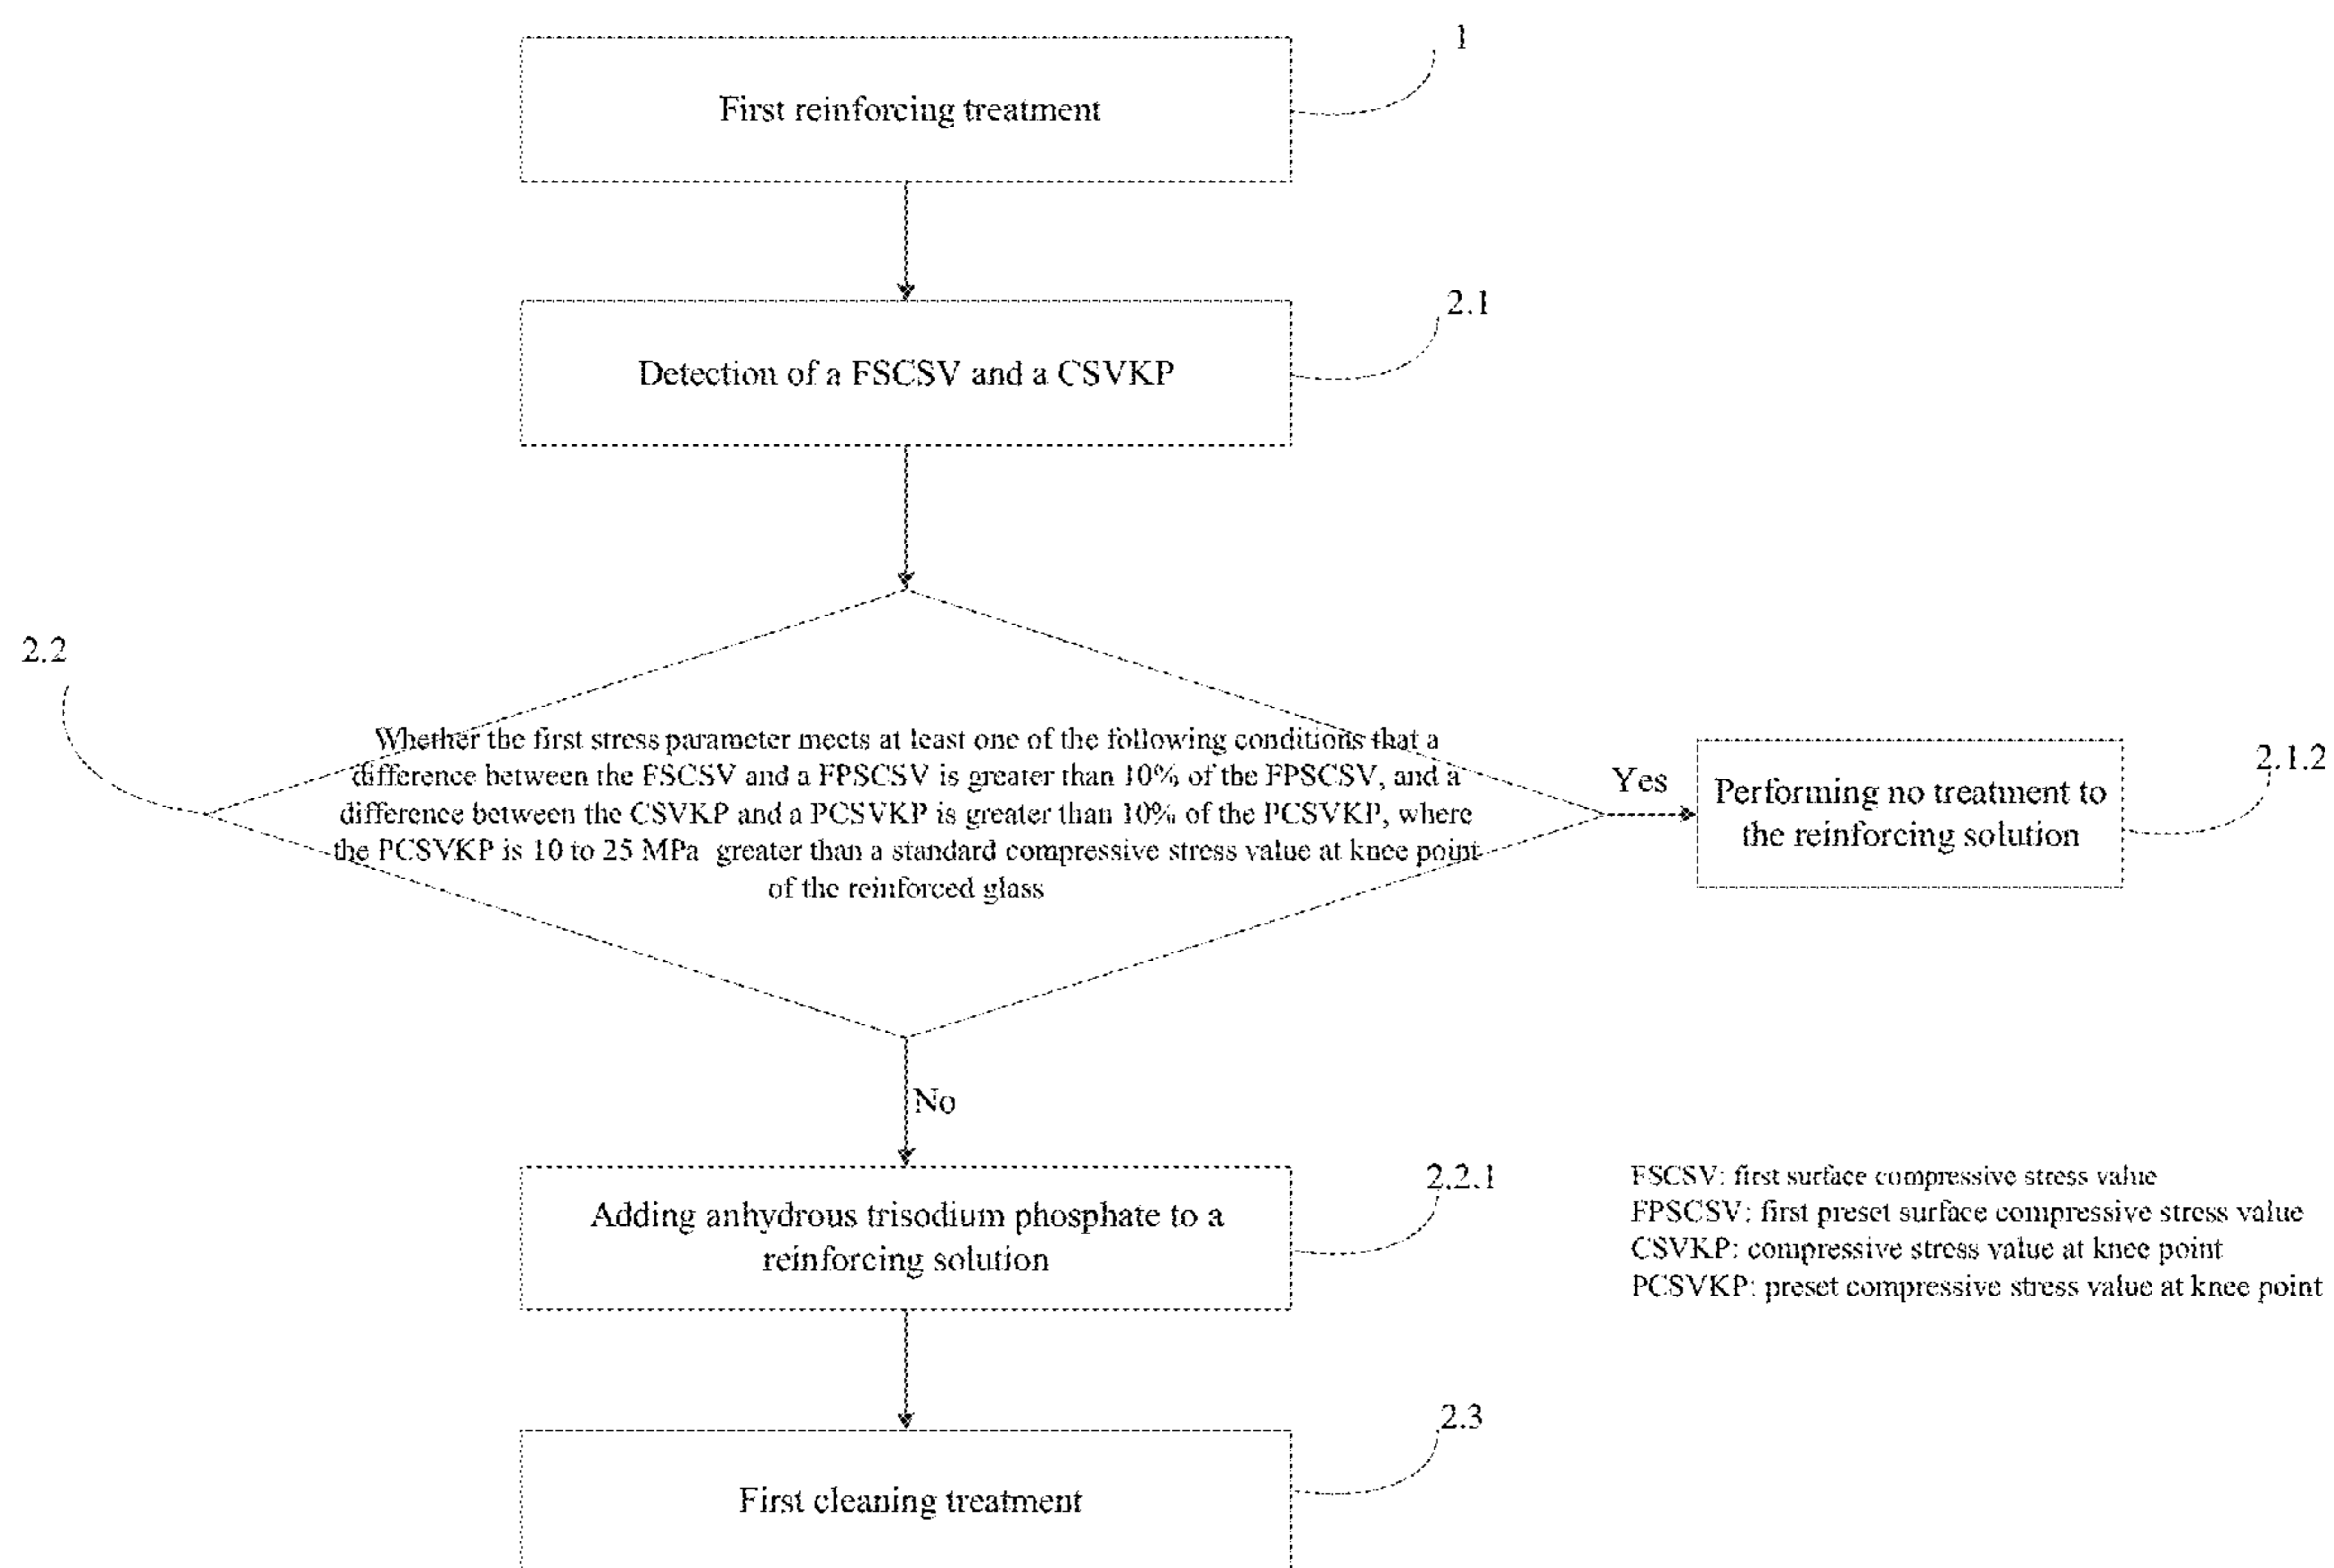 1
First reinforcing treatment
2.1
Detection of a FSCSV and a CSVKP
2.2
Whether the first stress parameter meets at least one of the following conditions that a
difference between the FSCSV and a FPSCSV is greater than 10% of the FPSCSV, and a
difference between the CSVKP and a PCSVKP is greater than 10% of the PCSVKP, where
the PCSVKP is 10 to 25 MPa greater than a standard compressive stress value at knee point
of the reinforced glass
Yes
2.1.2
Performing no treatment to
the reinforcing solution
No
2.2.1
Adding anhydrous trisodium phosphate to a
reinforcing solution
FSCSV: first surface compressive stress value
FPSCSV: first preset surface compressive stress value
CSVKP: compressive stress value at knee point
PCSVKP: preset compressive stress value at knee point
2.3
First cleaning treatment